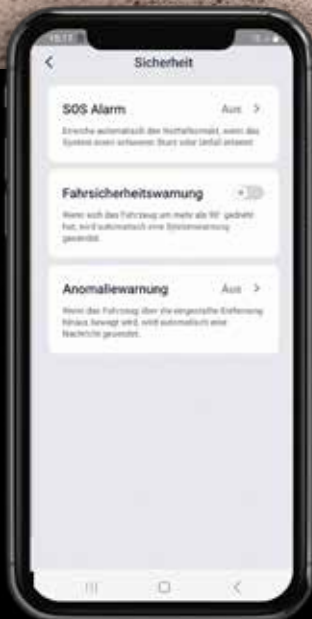 15:17
Sicherheit
SOS Alarm Aus
Erreiche automatisch den Notfallkontakt, wenn das
System einen schweren Sturz oder Unfall erkennt
Fahrsicherheitswarnung
Wenn sich das Fahrzeug um mehr als 90° gedreht
hat, wird automatisch eine Systemwarnung
gesendet.
Anomaliewarnung Aus
Wenn das Fahrzeug über die eingestellte Entfernung
hinaus bewegt wird, wird automatisch eine
Nachricht gesendet.